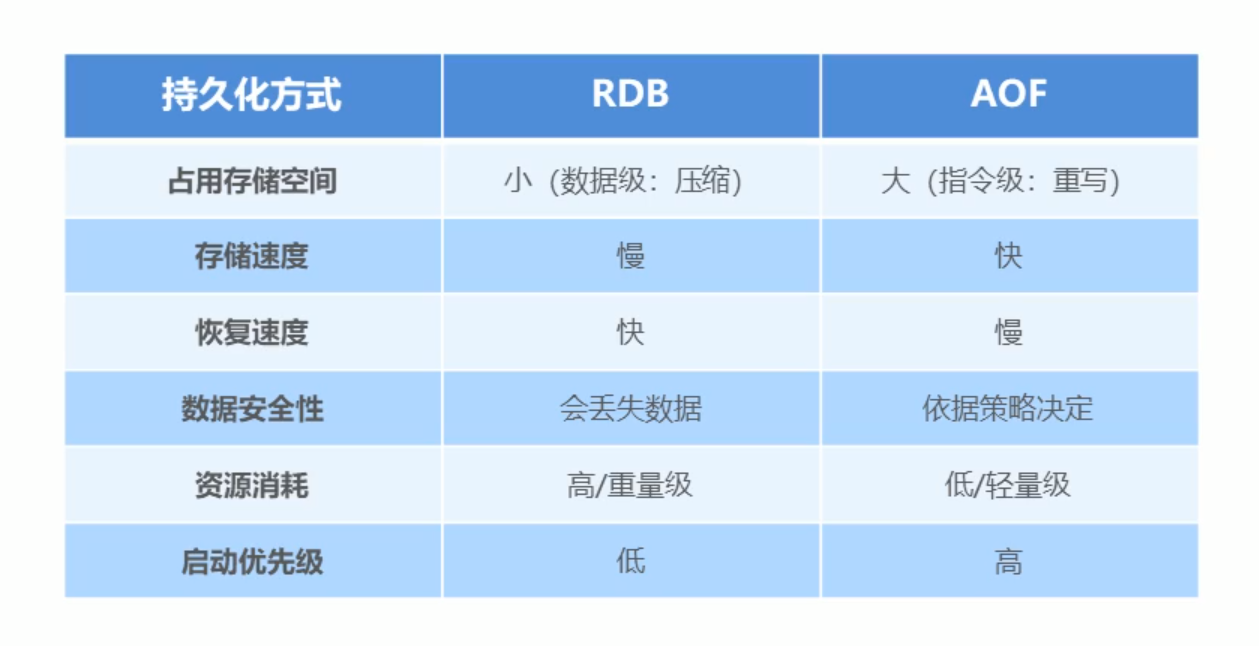 持久化方式 RDB AOF
占用存储空间 小（数据级：压缩） 大（指令级：重写）
存储速度 慢 快
恢复速度 快 慢
数据安全性 会丢失数据 依据策略决定
资源消耗 高/重量级 低/轻量级
启动优先级 低 高